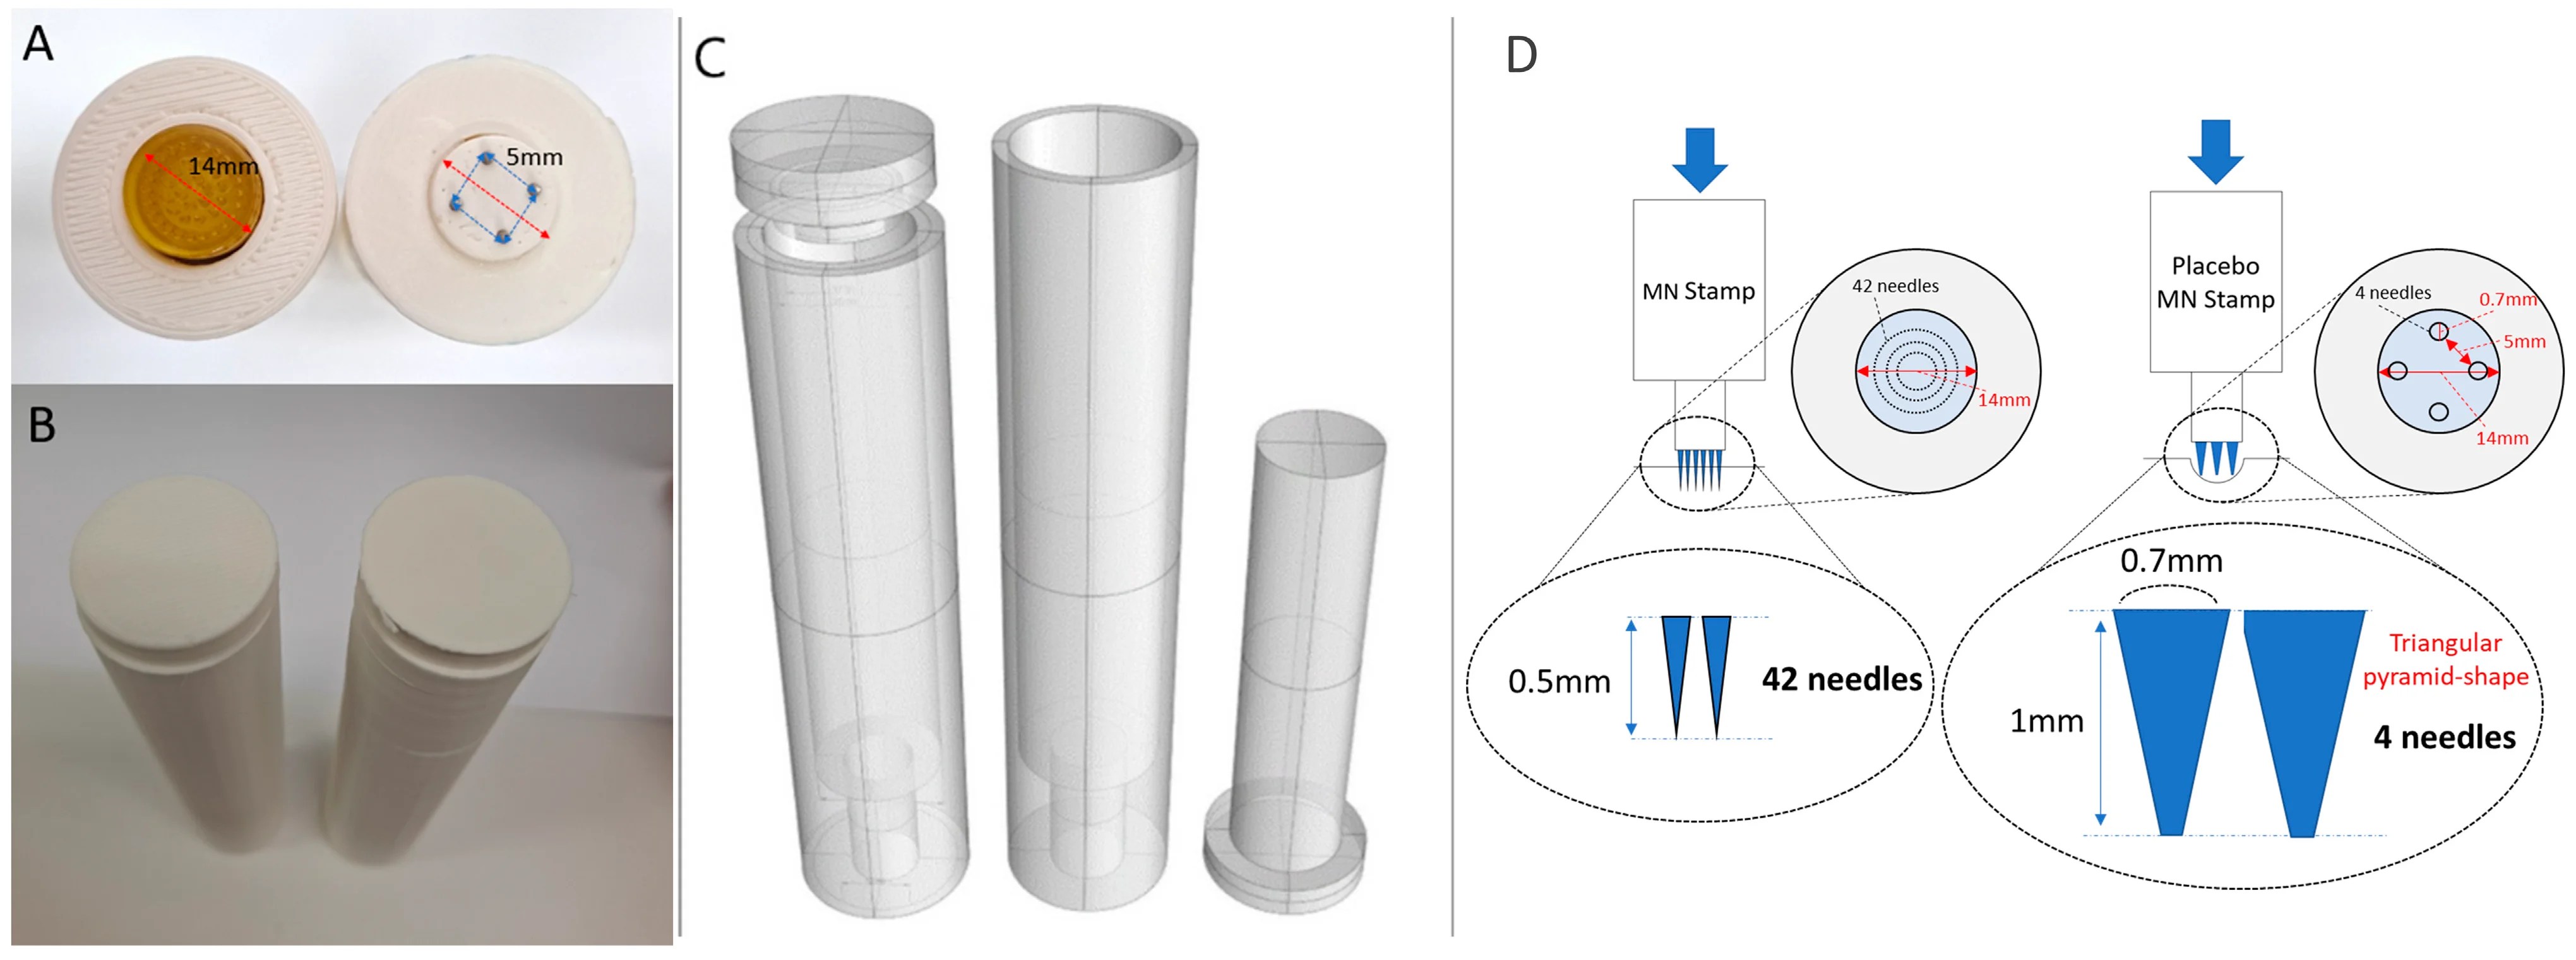 A
14mm
5mm
B
C
D
MN Stamp
42 needles
14mm
Placebo
MN Stamp
4 needles
0.7mm
5mm
14mm
0.5mm
42 needles
0.7mm
1mm
Triangular
pyramid-shape
4 needles